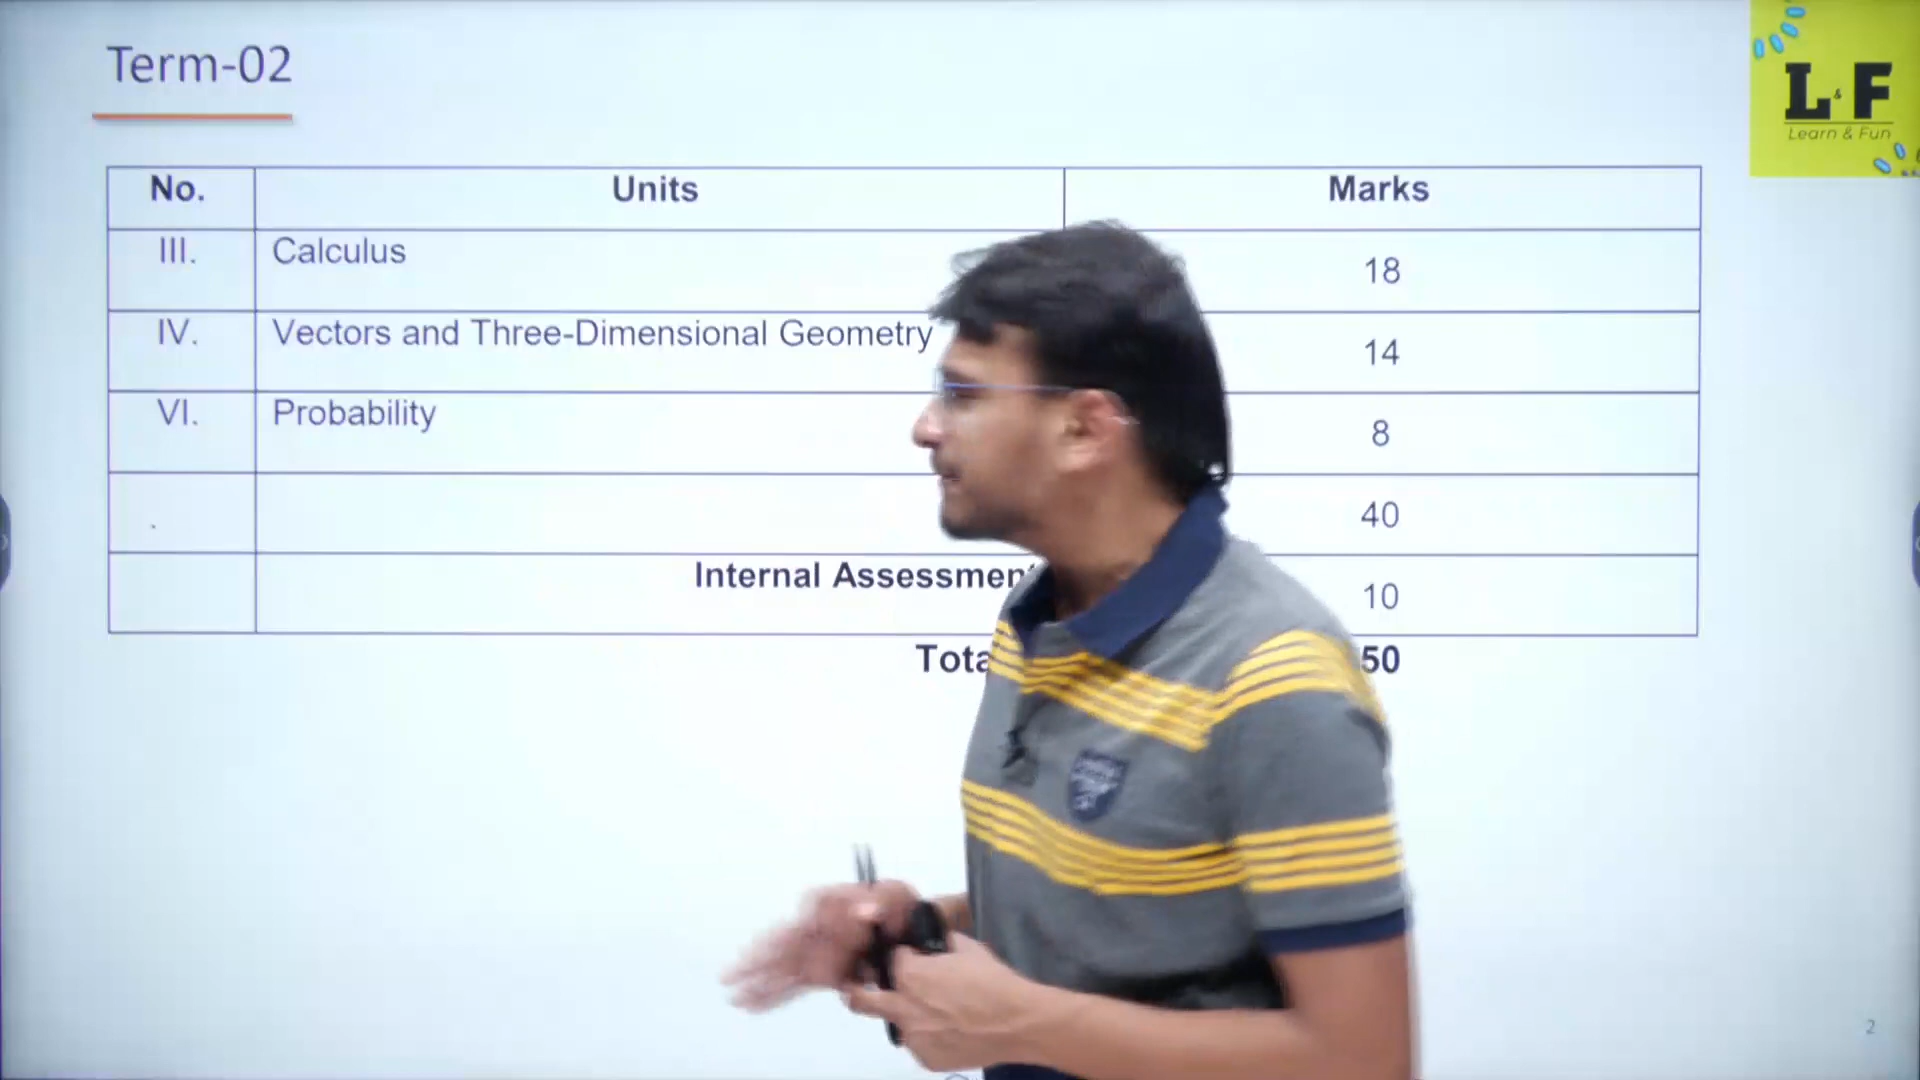 Term-02
L & F
Learn & Fun
No. Units Marks
III. Calculus 18
IV. Vectors and Three-Dimensional Geometry 14
VI. Probability 8
40
Internal Assessmen 10
Tota 50
2